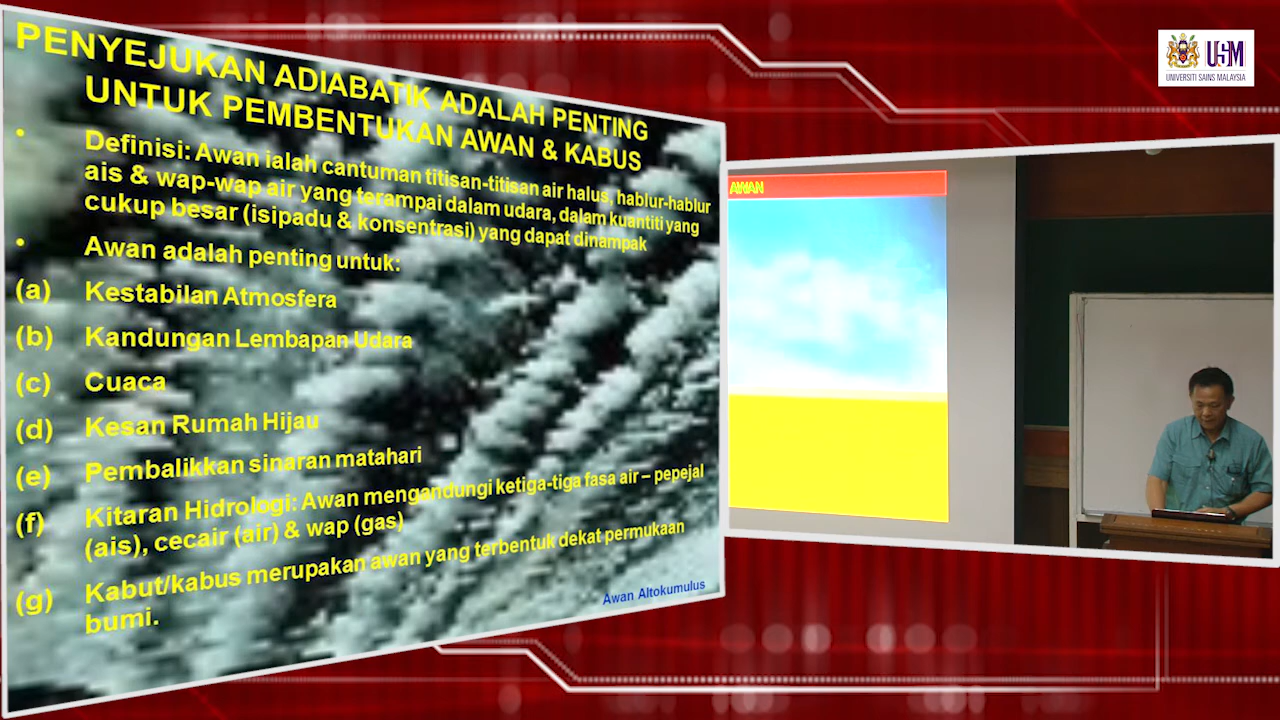 PENYEJUKAN ADIABATIK ADALAH PENTING
UNTUK PEMBENTUKAN AWAN & KABUS
• Definisi: Awan ialah cantuman titisan-titisan air halus, hablur-hablur
ais & wap-wap air yang terampai dalam udara, dalam kuantiti yang
cukup besar (isipadu & konsentrasi) yang dapat dinampak
• Awan adalah penting untuk:
(a) Kestabilan Atmosfera
(b) Kandungan Lembapan Udara
(c) Cuaca
(d) Kesan Rumah Hijau
(e) Pembalikkan sinaran matahari
(f) Kitaran Hidrologi: Awan mengandungi ketiga-tiga fasa air – pepejal
(ais), cecair (air) & wap (gas)
(g) Kabut/kabus merupakan awan yang terbentuk dekat permukaan
bumi.
Awan Altokumulus
AWAN
USM
UNIVERSITI SAINS MALAYSIA